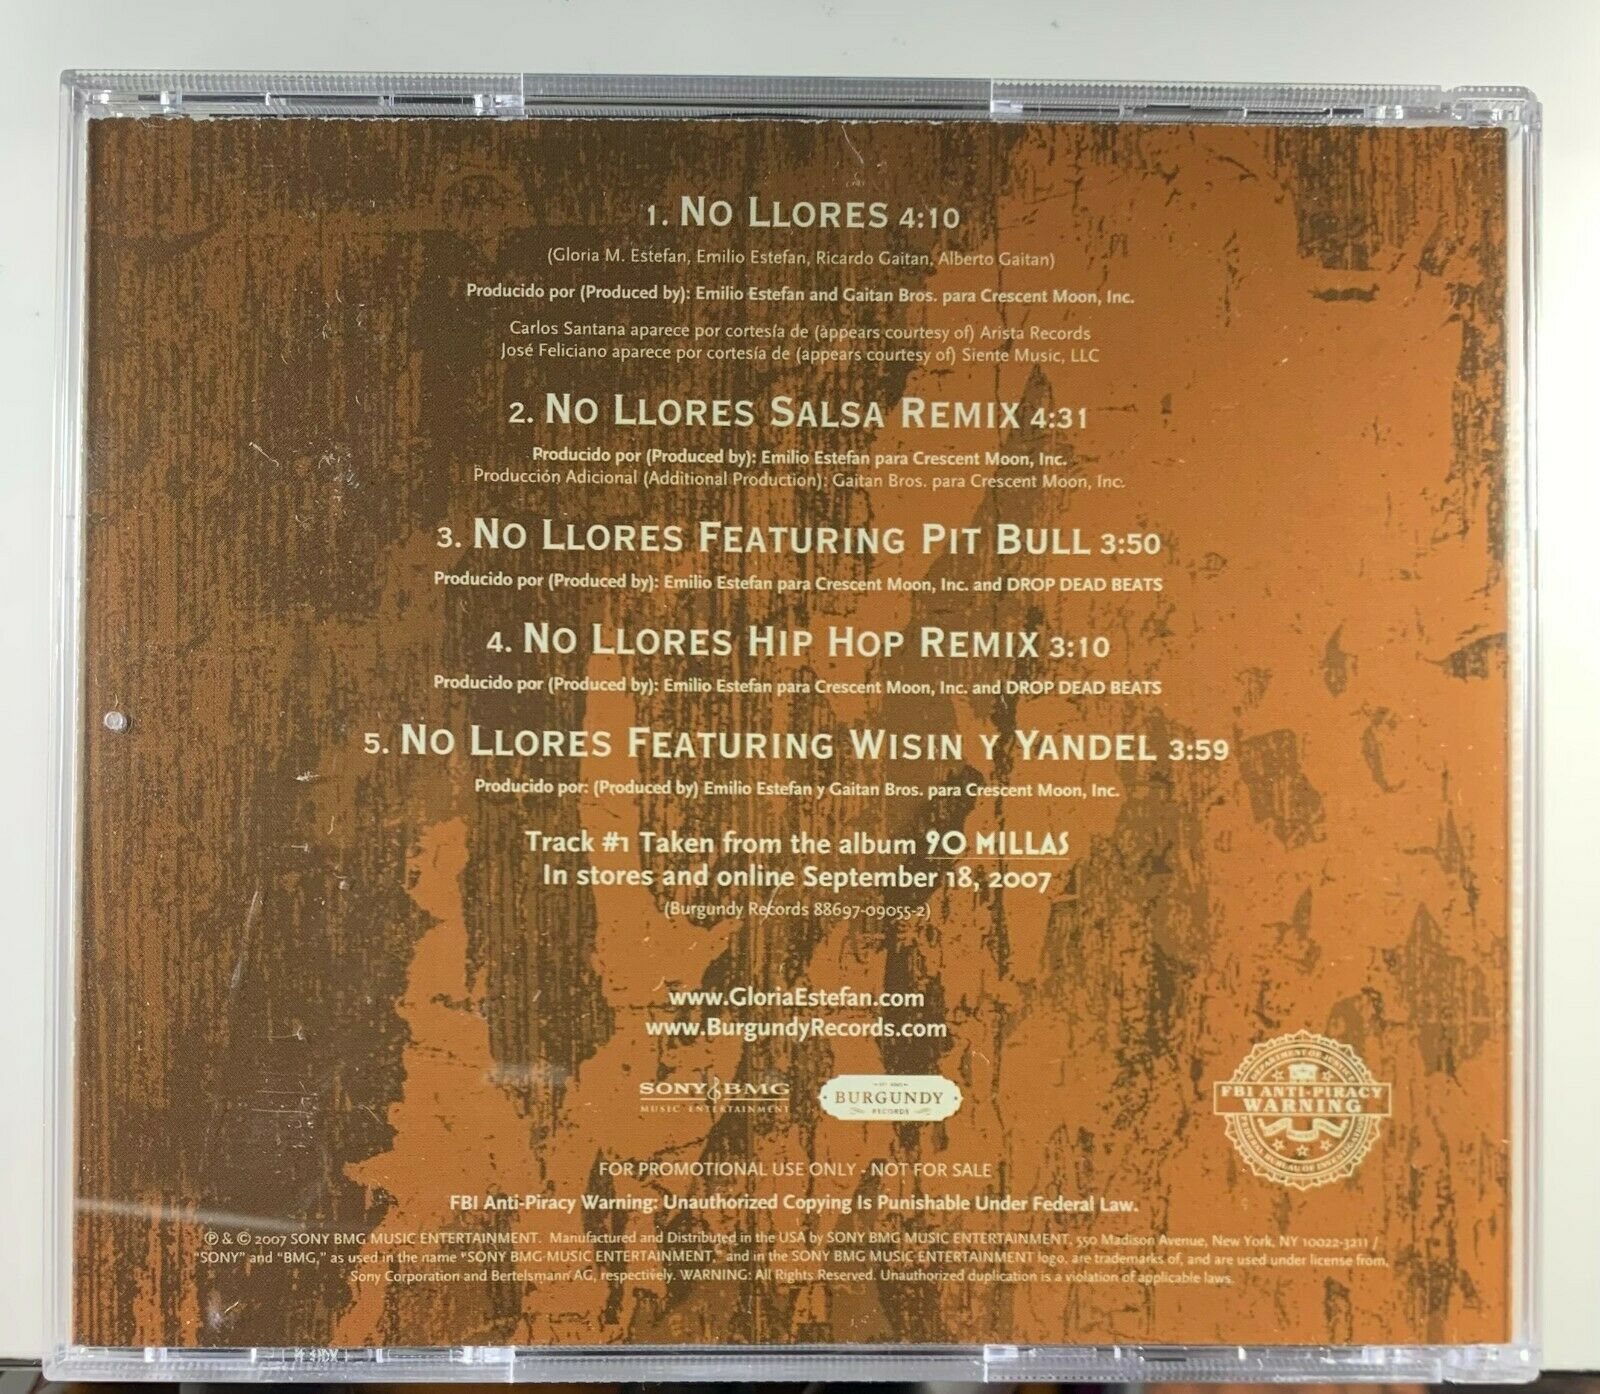 1. NO LLORES 4:10
(Gloria M. Estefan, Emilio Estefan, Ricardo Gaitan, Alberto Gaitan)
Producido por (Produced by): Emilio Estefan and Gaitan Bros. para Crescent Moon, Inc.
Carlos Santana aparece por cortesía de (appears courtesy of) Arista Records
José Feliciano aparece por cortesía de (appears courtesy of) Siente Music, LLC
2. NO LLORES SALSA REMIX 4:31
Producido por (Produced by): Emilio Estefan para Crescent Moon, Inc.
Producción Adicional (Additional Production): Gaitan Bros. para Crescent Moon, Inc.
3. NO LLORES FEATURING PIT BULL 3:50
Producido por (Produced by): Emilio Estefan para Crescent Moon, Inc. and DROP DEAD BEATS
4. NO LLORES HIP HOP REMIX 3:10
Producido por (Produced by): Emilio Estefan para Crescent Moon, Inc. and DROP DEAD BEATS
5. NO LLORES FEATURING WISIN Y YANDEL 3:59
Producido por: (Produced by) Emilio Estefan y Gaitan Bros. para Crescent Moon, Inc.
Track #1 Taken from the album 90 MILLAS
In stores and online September 18, 2007
(Burgundy Records 88697-09055-2)
www.GloriaEstefan.com
www.BurgundyRecords.com
SONY BMG
MUSIC ENTERTAINMENT
BURGUNDY
RECORDS
DEPARTMENT OF JUSTICE
FBI ANTI-PIRACY
WARNING
FEDERAL BUREAU OF INVESTIGATION
FOR PROMOTIONAL USE ONLY - NOT FOR SALE
FBI Anti-Piracy Warning: Unauthorized Copying Is Punishable Under Federal Law.
℗ & © 2007 SONY BMG MUSIC ENTERTAINMENT. Manufactured and Distributed in the USA by SONY BMG MUSIC ENTERTAINMENT, 550 Madison Avenue, New York, NY 10022-3211 /
"SONY" and "BMG," as used in the name "SONY BMG MUSIC ENTERTAINMENT," and in the SONY BMG MUSIC ENTERTAINMENT logo, are trademarks of, and are used under license from,
Sony Corporation and Bertelsmann AG, respectively. WARNING: All Rights Reserved. Unauthorized duplication is a violation of applicable laws.